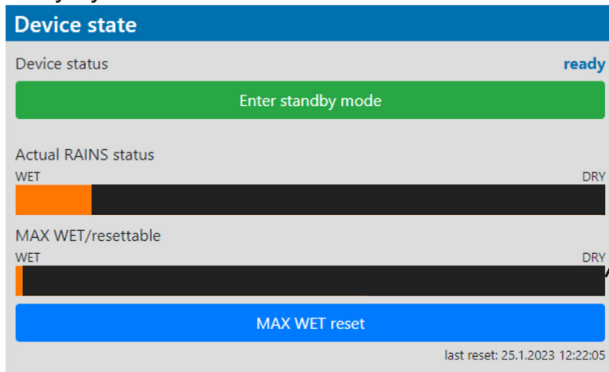 Device state
Device status ready
Enter standby mode
Actual RAINS status
WET DRY
MAX WET/resettable
WET DRY
MAX WET reset
last reset: 25.1.2023 12:22:05